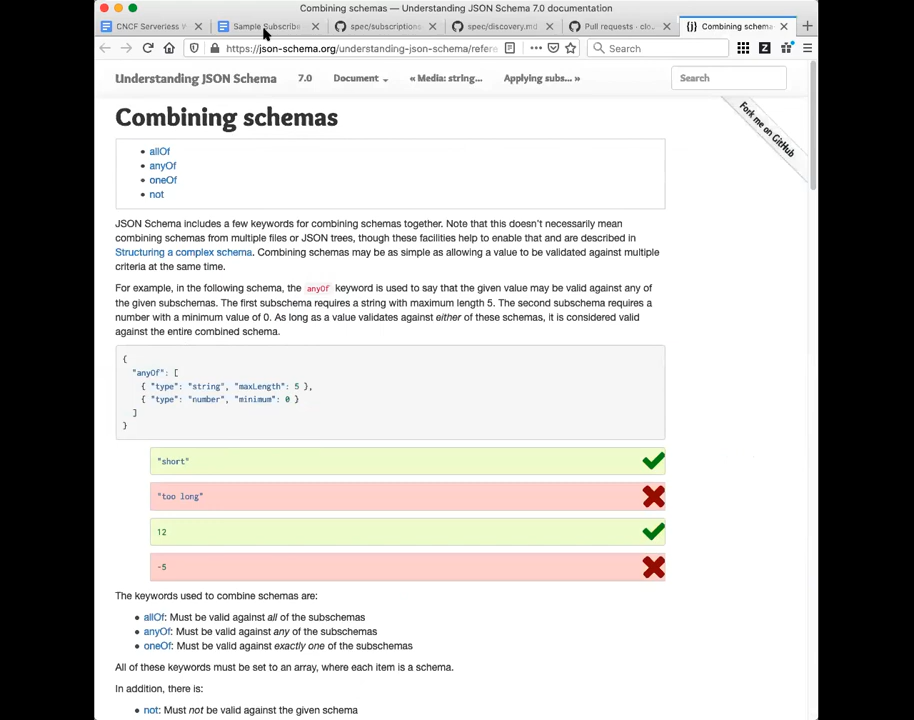 Combining schemas — Understanding JSON Schema 7.0 documentation
CNCF Serverless W
Sample Subscribe
spec/subscriptions.
spec/discovery.md
Pull requests · clo
Combining schema
https://json-schema.org/understanding-json-schema/refere
Search
Understanding JSON Schema
7.0
Document
« Media: string...
Applying subs... »
Search
Fork me on GitHub
Combining schemas
• allOf
• anyOf
• oneOf
• not
JSON Schema includes a few keywords for combining schemas together. Note that this doesn't necessarily mean
combining schemas from multiple files or JSON trees, though these facilities help to enable that and are described in
Structuring a complex schema. Combining schemas may be as simple as allowing a value to be validated against multiple
criteria at the same time.
For example, in the following schema, the anyOf keyword is used to say that the given value may be valid against any of
the given subschemas. The first subschema requires a string with maximum length 5. The second subschema requires a
number with a minimum value of 0. As long as a value validates against either of these schemas, it is considered valid
against the entire combined schema.
{
"anyOf": [
{ "type": "string", "maxLength": 5 },
{ "type": "number", "minimum": 0 }
]
}
"short"
"too long"
12
-5
The keywords used to combine schemas are:
• allOf: Must be valid against all of the subschemas
• anyOf: Must be valid against any of the subschemas
• oneOf: Must be valid against exactly one of the subschemas
All of these keywords must be set to an array, where each item is a schema.
In addition, there is:
• not: Must not be valid against the given schema